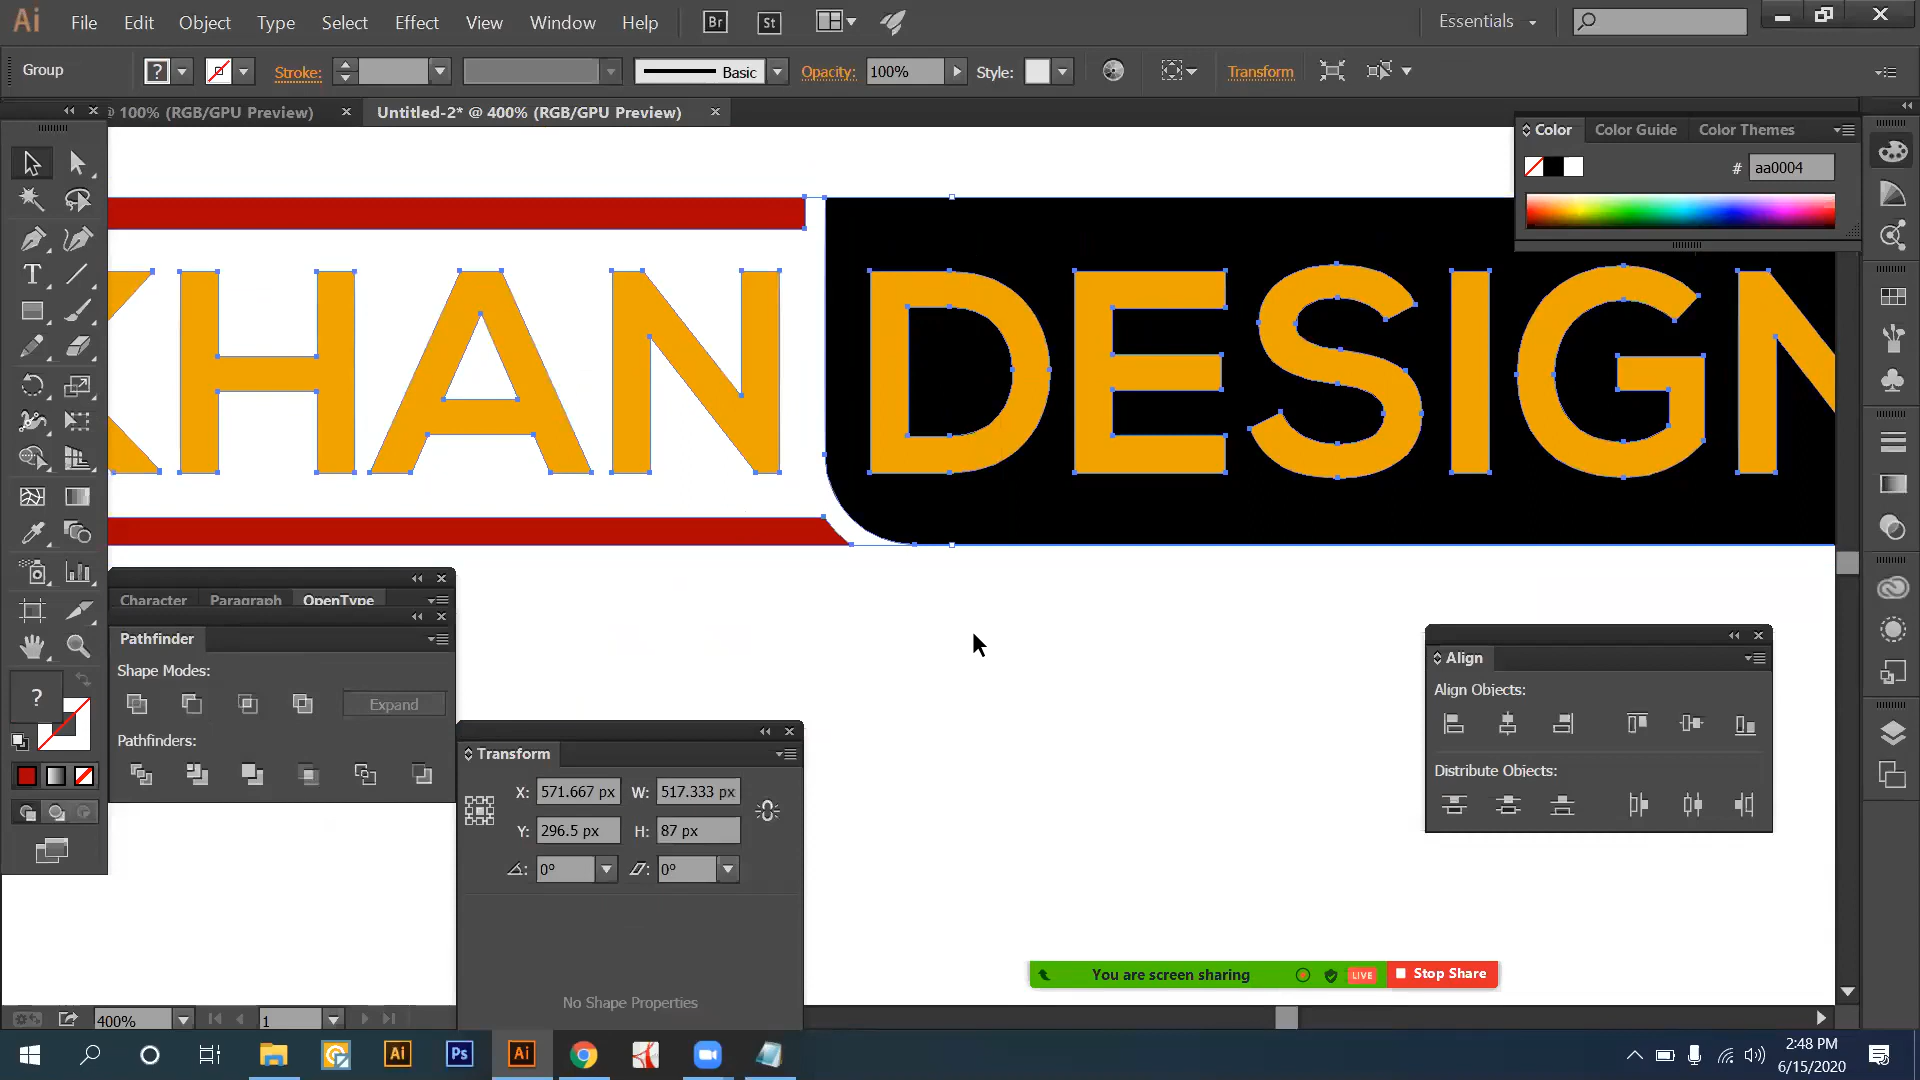 Ai File Edit Object Type Select Effect View Window Help Br St Essentials
Group ? Stroke: Basic Opacity: 100% Style: Transform
@ 100% (RGB/GPU Preview) Untitled-2* @ 400% (RGB/GPU Preview)
Color Color Guide Color Themes
# aa0004
KHAN DESIGN
T
Character Paragraph OpenType
Pathfinder
Shape Modes:
Expand
Pathfinders:
?
Transform
X: 571.667 px W: 517.333 px
Y: 296.5 px H: 87 px
0° 0°
No Shape Properties
Align
Align Objects:
Distribute Objects:
You are screen sharing LIVE Stop Share
400% 1
Ai Ps Ai
2:48 PM
6/15/2020